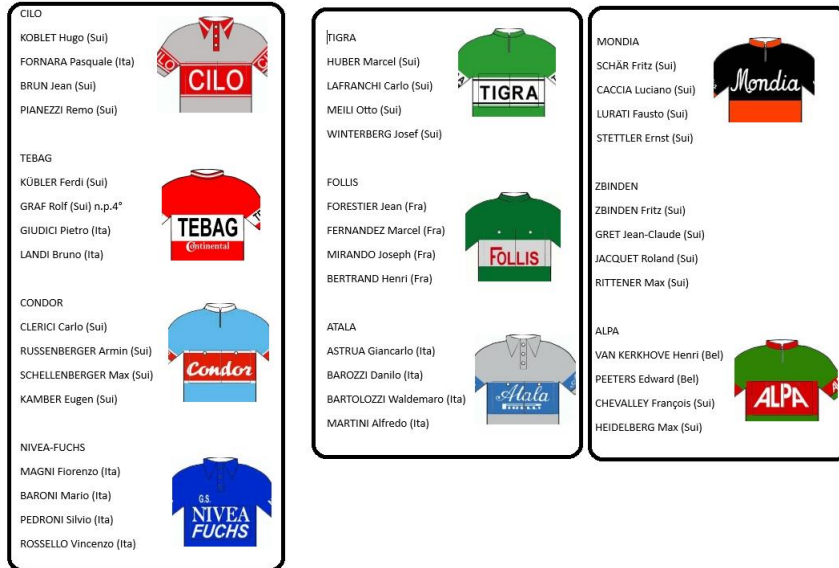 CILO
KOBLET Hugo (Sui)
FORNARA Pasquale (Ita)
BRUN Jean (Sui)
PIANEZZI Remo (Sui)
CILO
TEBAG
KÜBLER Ferdi (Sui)
GRAF Rolf (Sui) n.p.4°
GIUDICI Pietro (Ita)
LANDI Bruno (Ita)
TEBAG
Continental
CONDOR
CLERICI Carlo (Sui)
RUSSENBERGER Armin (Sui)
SCHELLENBERGER Max (Sui)
KAMBER Eugen (Sui)
Condor
NIVEA-FUCHS
MAGNI Fiorenzo (Ita)
BARONI Mario (Ita)
PEDRONI Silvio (Ita)
ROSSELLO Vincenzo (Ita)
G.S.
NIVEA
FUCHS
TIGRA
HUBER Marcel (Sui)
LAFRANCHI Carlo (Sui)
MEILI Otto (Sui)
WINTERBERG Josef (Sui)
TIGRA
FOLLIS
FORESTIER Jean (Fra)
FERNANDEZ Marcel (Fra)
MIRANDO Joseph (Fra)
BERTRAND Henri (Fra)
FOLLIS
ATALA
ASTRUA Giancarlo (Ita)
BAROZZI Danilo (Ita)
BARTOLOZZI Waldemaro (Ita)
MARTINI Alfredo (Ita)
Atala
PIRELLI
MONDIA
SCHÄR Fritz (Sui)
CACCIA Luciano (Sui)
LURATI Fausto (Sui)
STETTLER Ernst (Sui)
Mondia
ZBINDEN
ZBINDEN Fritz (Sui)
GRET Jean-Claude (Sui)
JACQUET Roland (Sui)
RITTENER Max (Sui)
ALPA
VAN KERKHOVE Henri (Bel)
PEETERS Edward (Bel)
CHEVALLEY François (Sui)
HEIDELBERG Max (Sui)
ALPA